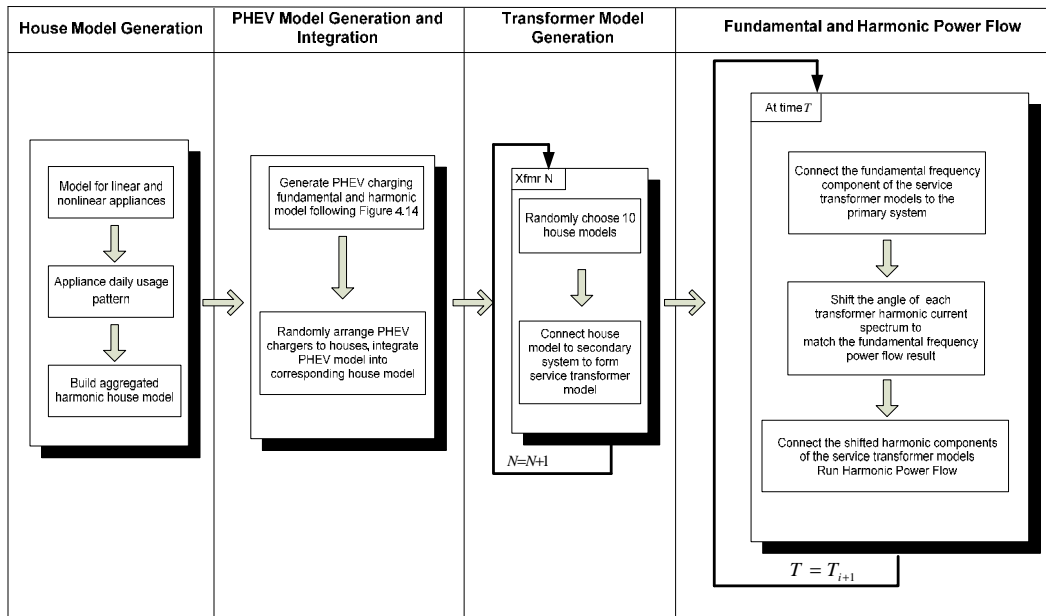 House Model Generation
PHEV Model Generation and
Integration
Transformer Model
Generation
Fundamental and Harmonic Power Flow
Model for linear and
nonlinear appliances
Appliance daily usage
pattern
Build aggregated
harmonic house model
Generate PHEV charging
fundamental and harmonic
model following Figure 4.14
Randomly arrange PHEV
chargers to houses, integrate
PHEV model into
corresponding house model
Xfmr N
Randomly choose 10
house models
Connect house
model to secondary
system to form
service transformer
model
N=N+1
At time T
Connect the fundamental frequency
component of the service
transformer models to the
primary system
Shift the angle of each
transformer harmonic current
spectrum to
match the fundamental frequency
power flow result
Connect the shifted harmonic components
of the service transformer models
Run Harmonic Power Flow
T = T_{i+1}